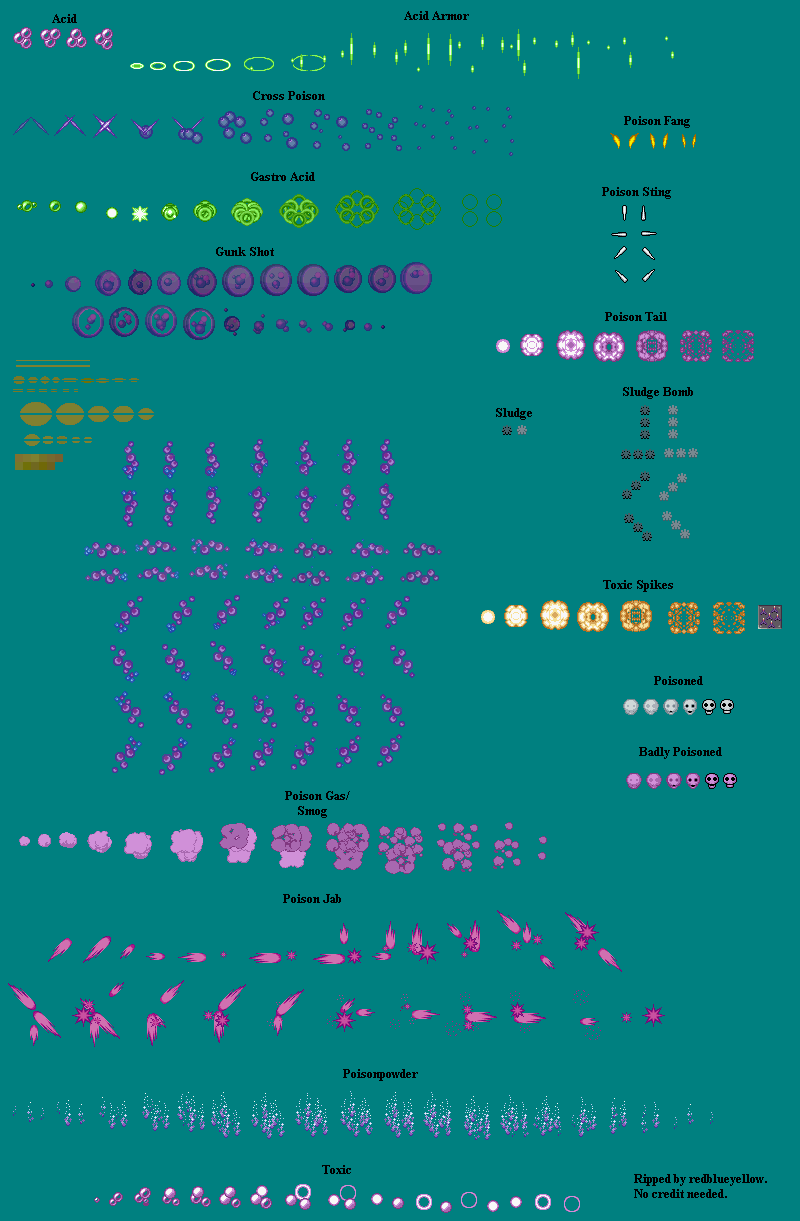 Acid
Acid Armor
Cross Poison
Poison Fang
Gastro Acid
Poison Sting
Gunk Shot
Poison Tail
Sludge Bomb
Sludge
Toxic Spikes
Poisoned
Badly Poisoned
Poison Gas/
Smog
Poison Jab
Poisonpowder
Toxic
Ripped by redblueyellow.
No credit needed.